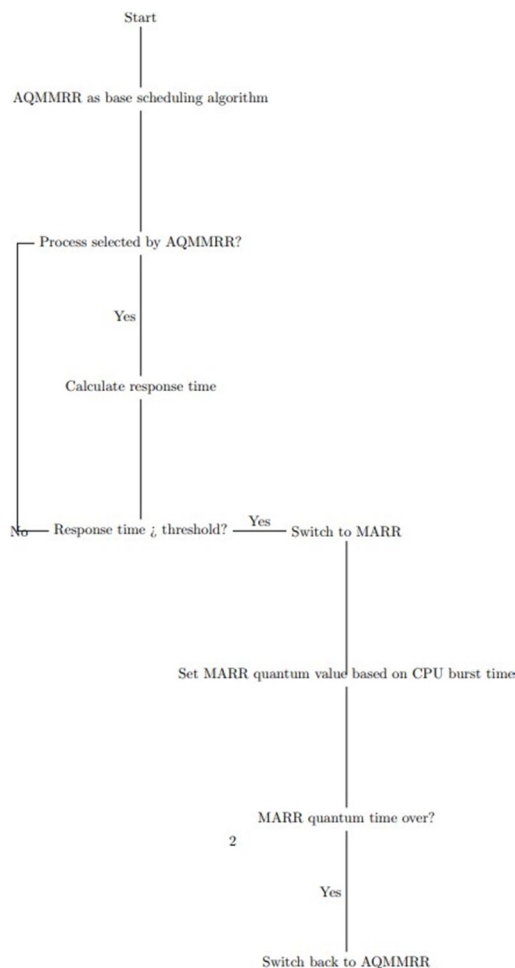 Start
AQMMRR as base scheduling algorithm
Process selected by AQMMRR?
Yes
Calculate response time
No
Response time ¿ threshold?
Yes
Switch to MARR
Set MARR quantum value based on CPU burst time
MARR quantum time over?
2
Yes
Switch back to AQMMRR